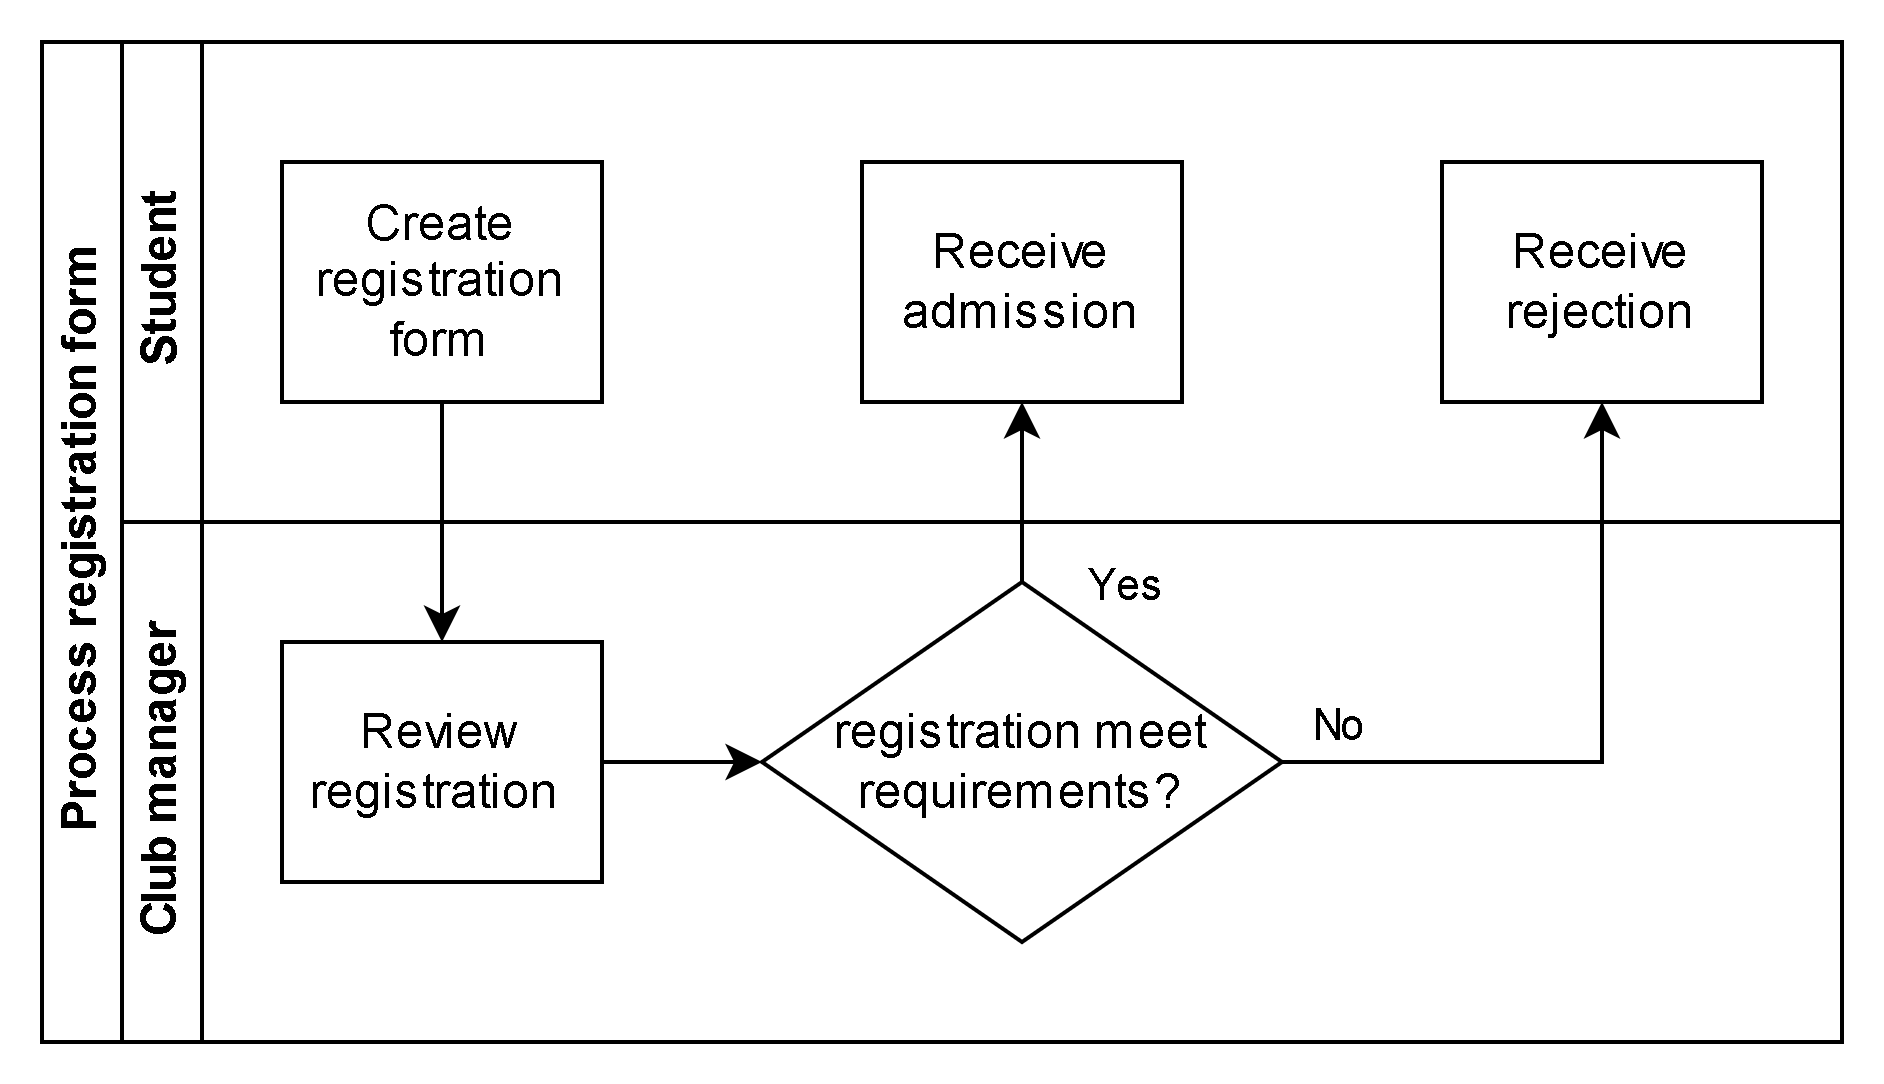 Process registration form
Student
Create
registration
form
Receive
admission
Receive
rejection
Club manager
Review
registration
registration meet
requirements?
Yes
No